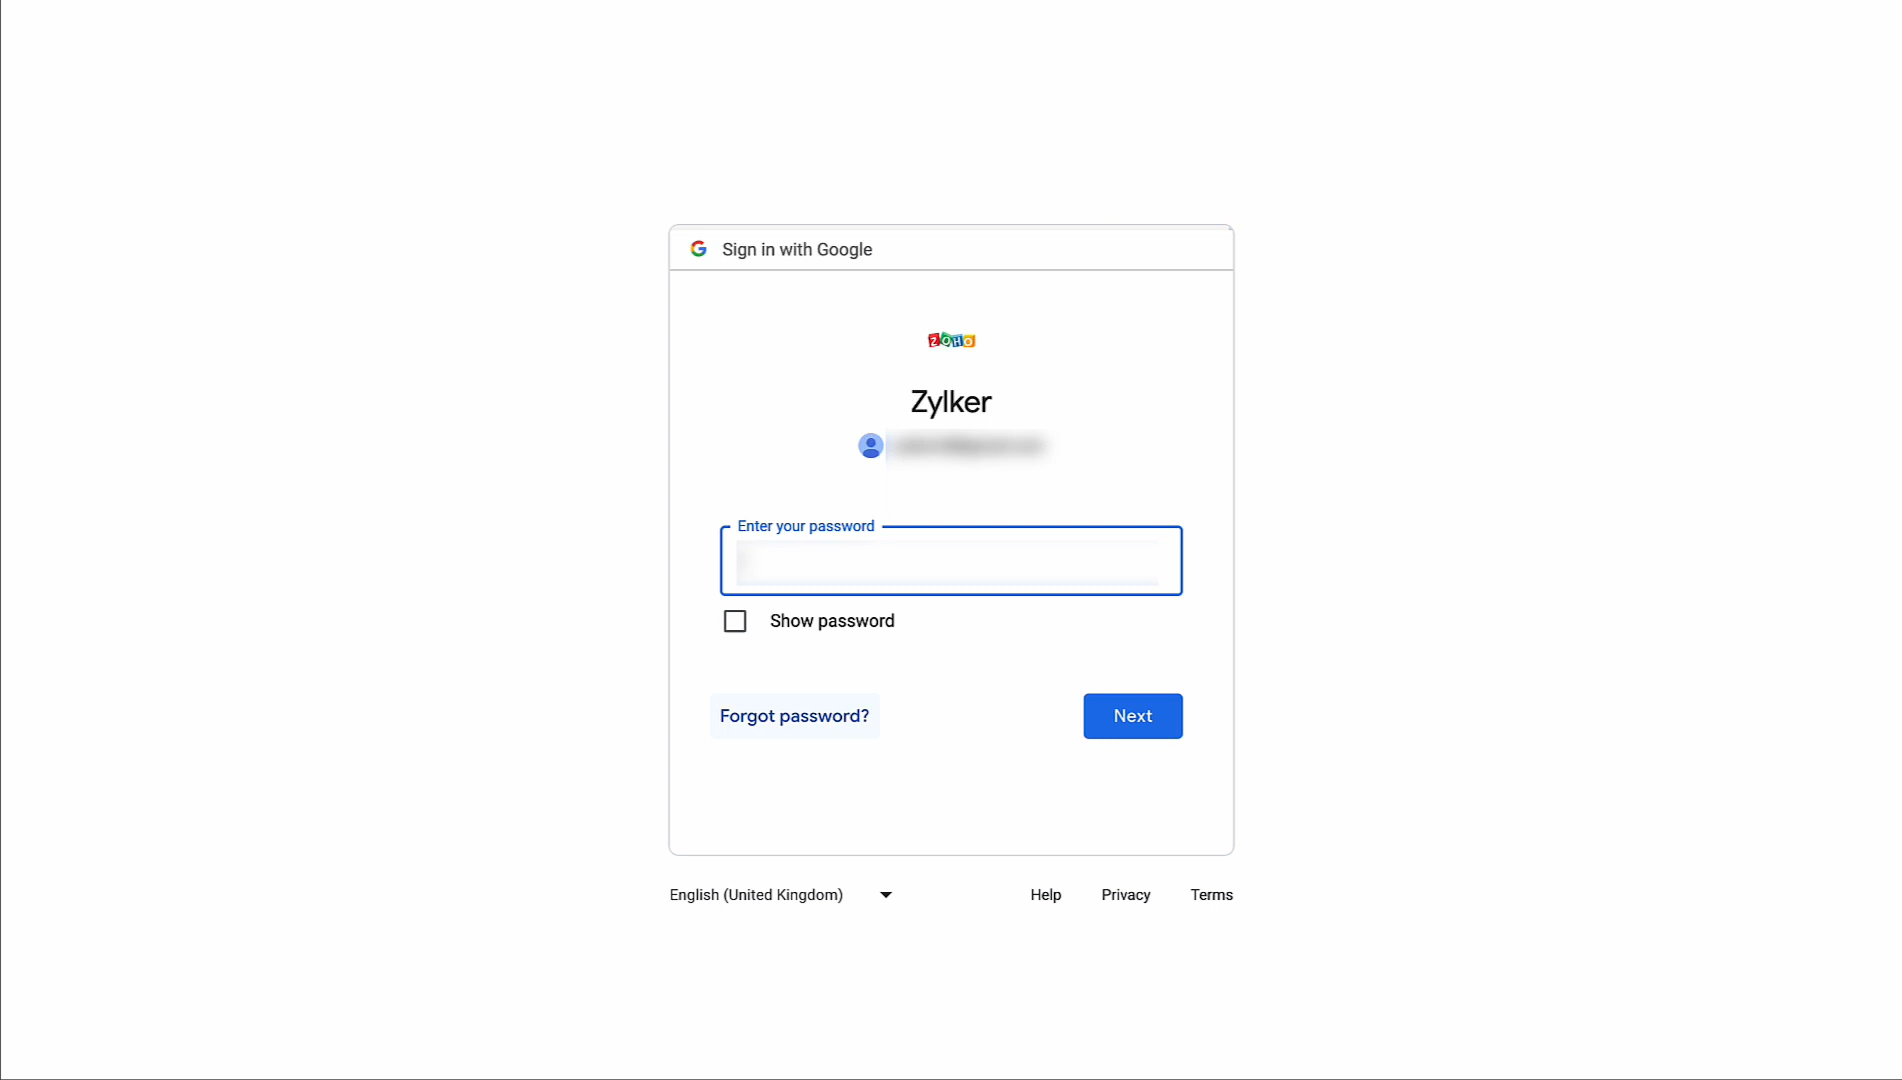 Sign in with Google
ZOHO
Zylker
Enter your password
Show password
Forgot password?
Next
English (United Kingdom)
Help
Privacy
Terms